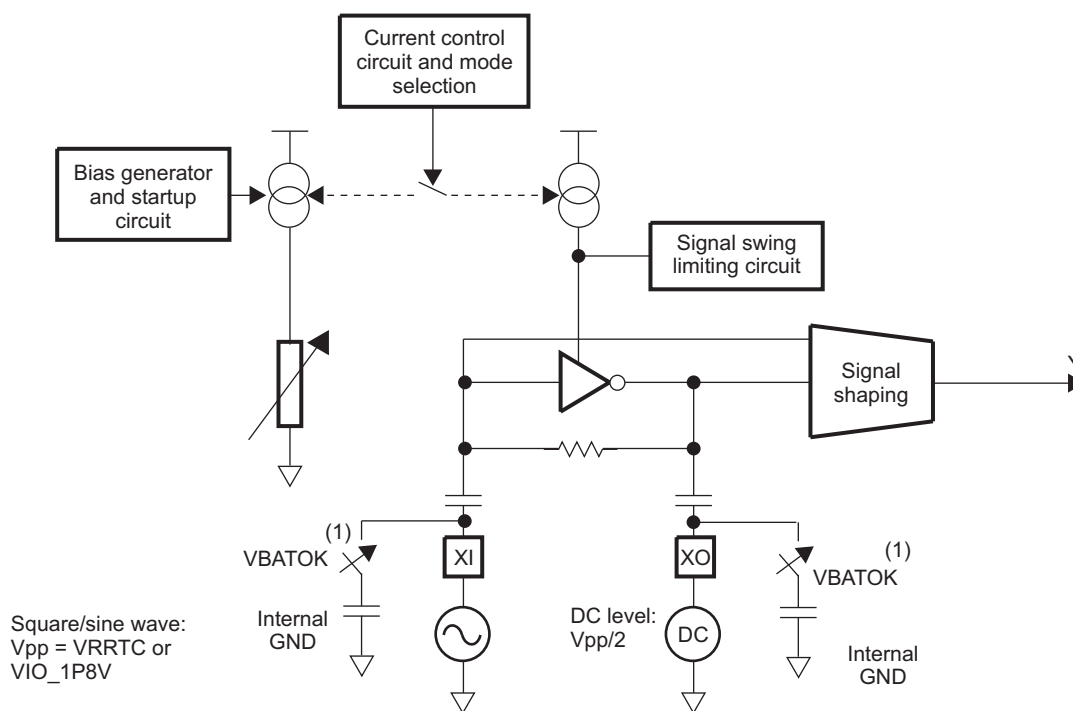 Current control
circuit and mode
selection
Bias generator
and startup
circuit
Signal swing
limiting circuit
Signal
shaping
Y
(1)
VBATOK
XI
XO
(1)
VBATOK
Square/sine wave:
Vpp = VRRTC or
VIO_1P8V
Internal
GND
DC level:
Vpp/2
DC
Internal
GND